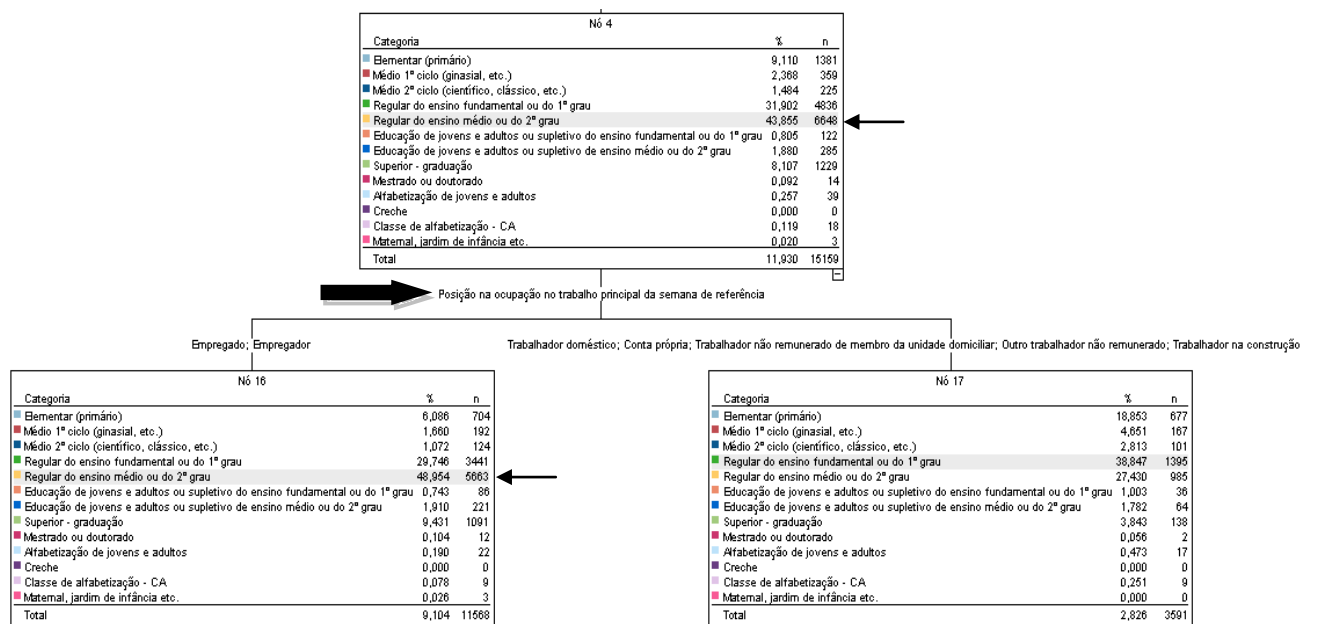 Nó 4
Categoria % n
Elementar (primário) 9,110 1381
Médio 1º ciclo (ginasial, etc.) 2,368 359
Médio 2º ciclo (científico, clássico, etc.) 1,484 225
Regular do ensino fundamental ou do 1º grau 31,902 4836
Regular do ensino médio ou do 2º grau 43,855 6648
Educação de jovens e adultos ou supletivo do ensino fundamental ou do 1º grau 0,805 122
Educação de jovens e adultos ou supletivo de ensino médio ou do 2º grau 1,880 285
Superior - graduação 8,107 1229
Mestrado ou doutorado 0,092 14
Alfabetização de jovens e adultos 0,257 39
Creche 0,000 0
Classe de alfabetização - CA 0,119 18
Maternal, jardim de infância etc. 0,020 3
Total 11,930 15159
Posição na ocupação no trabalho principal da semana de referência
Empregado; Empregador
Trabalhador doméstico; Conta própria; Trabalhador não remunerado de membro da unidade domiciliar; Outro trabalhador não remunerado; Trabalhador na construção
Nó 16
Categoria % n
Elementar (primário) 6,086 704
Médio 1º ciclo (ginasial, etc.) 1,660 192
Médio 2º ciclo (científico, clássico, etc.) 1,072 124
Regular do ensino fundamental ou do 1º grau 29,746 3441
Regular do ensino médio ou do 2º grau 48,954 5663
Educação de jovens e adultos ou supletivo do ensino fundamental ou do 1º grau 0,743 86
Educação de jovens e adultos ou supletivo de ensino médio ou do 2º grau 1,910 221
Superior - graduação 9,431 1091
Mestrado ou doutorado 0,104 12
Alfabetização de jovens e adultos 0,190 22
Creche 0,000 0
Classe de alfabetização - CA 0,078 9
Maternal, jardim de infância etc. 0,026 3
Total 9,104 11568
Nó 17
Categoria % n
Elementar (primário) 18,853 677
Médio 1º ciclo (ginasial, etc.) 4,651 167
Médio 2º ciclo (científico, clássico, etc.) 2,813 101
Regular do ensino fundamental ou do 1º grau 38,847 1395
Regular do ensino médio ou do 2º grau 27,430 985
Educação de jovens e adultos ou supletivo do ensino fundamental ou do 1º grau 1,003 36
Educação de jovens e adultos ou supletivo de ensino médio ou do 2º grau 1,782 64
Superior - graduação 3,843 138
Mestrado ou doutorado 0,056 2
Alfabetização de jovens e adultos 0,473 17
Creche 0,000 0
Classe de alfabetização - CA 0,251 9
Maternal, jardim de infância etc. 0,000 0
Total 2,826 3591